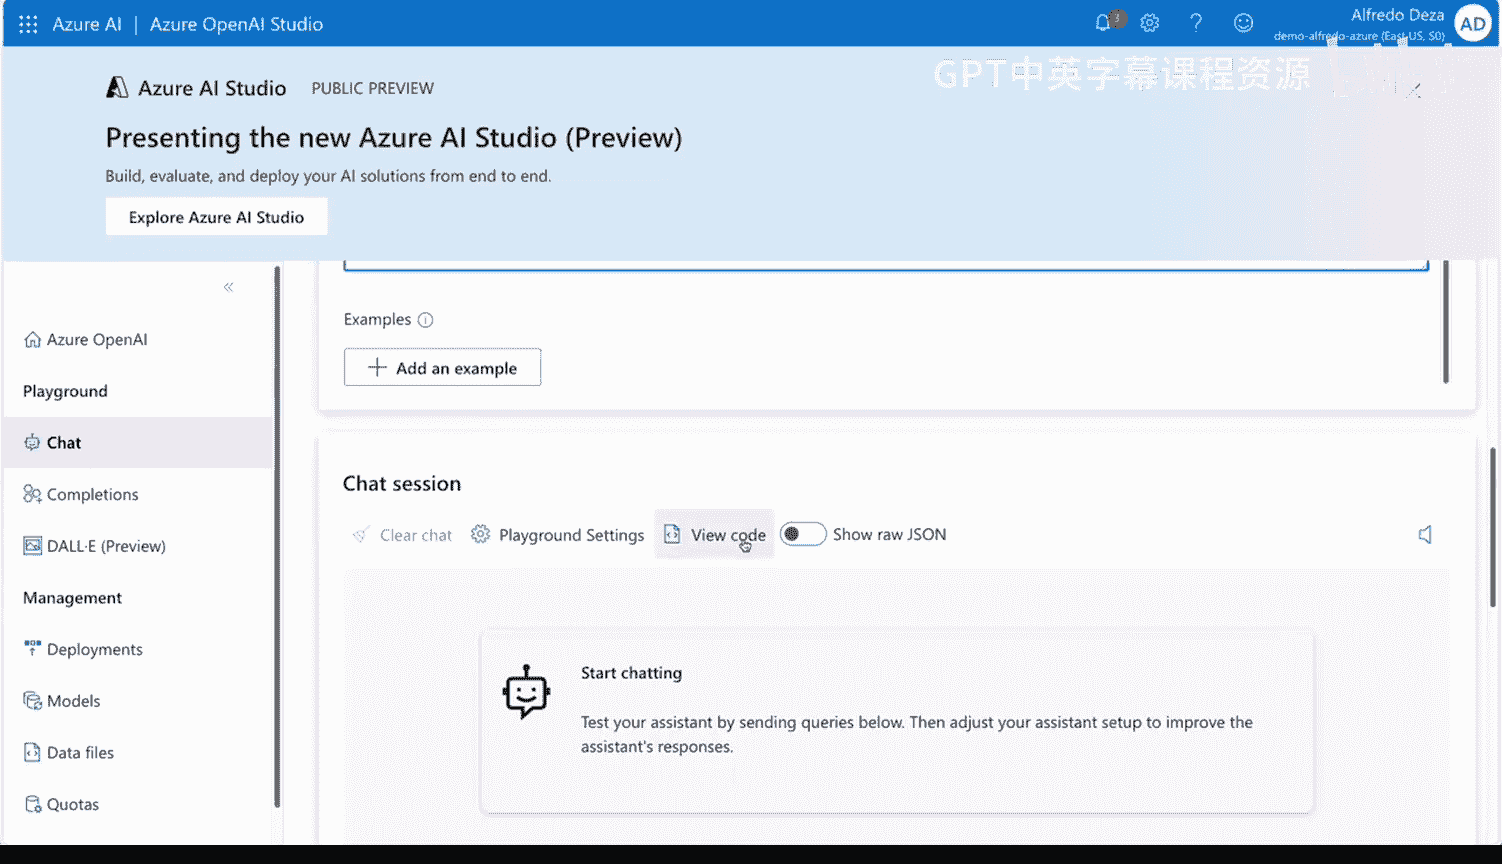 Azure AI | Azure OpenAI Studio
3
Alfredo Deza
demo-alfredo-azure (East US, S0)
AD
GPT中英字幕课程资源
Azure AI Studio PUBLIC PREVIEW
Presenting the new Azure AI Studio (Preview)
Build, evaluate, and deploy your AI solutions from end to end.
Explore Azure AI Studio
Azure OpenAI
Playground
Chat
Completions
DALL·E (Preview)
Management
Deployments
Models
Data files
Quotas
Examples
Add an example
Chat session
Clear chat Playground Settings View code Show raw JSON
Start chatting
Test your assistant by sending queries below. Then adjust your assistant setup to improve the
assistant's responses.